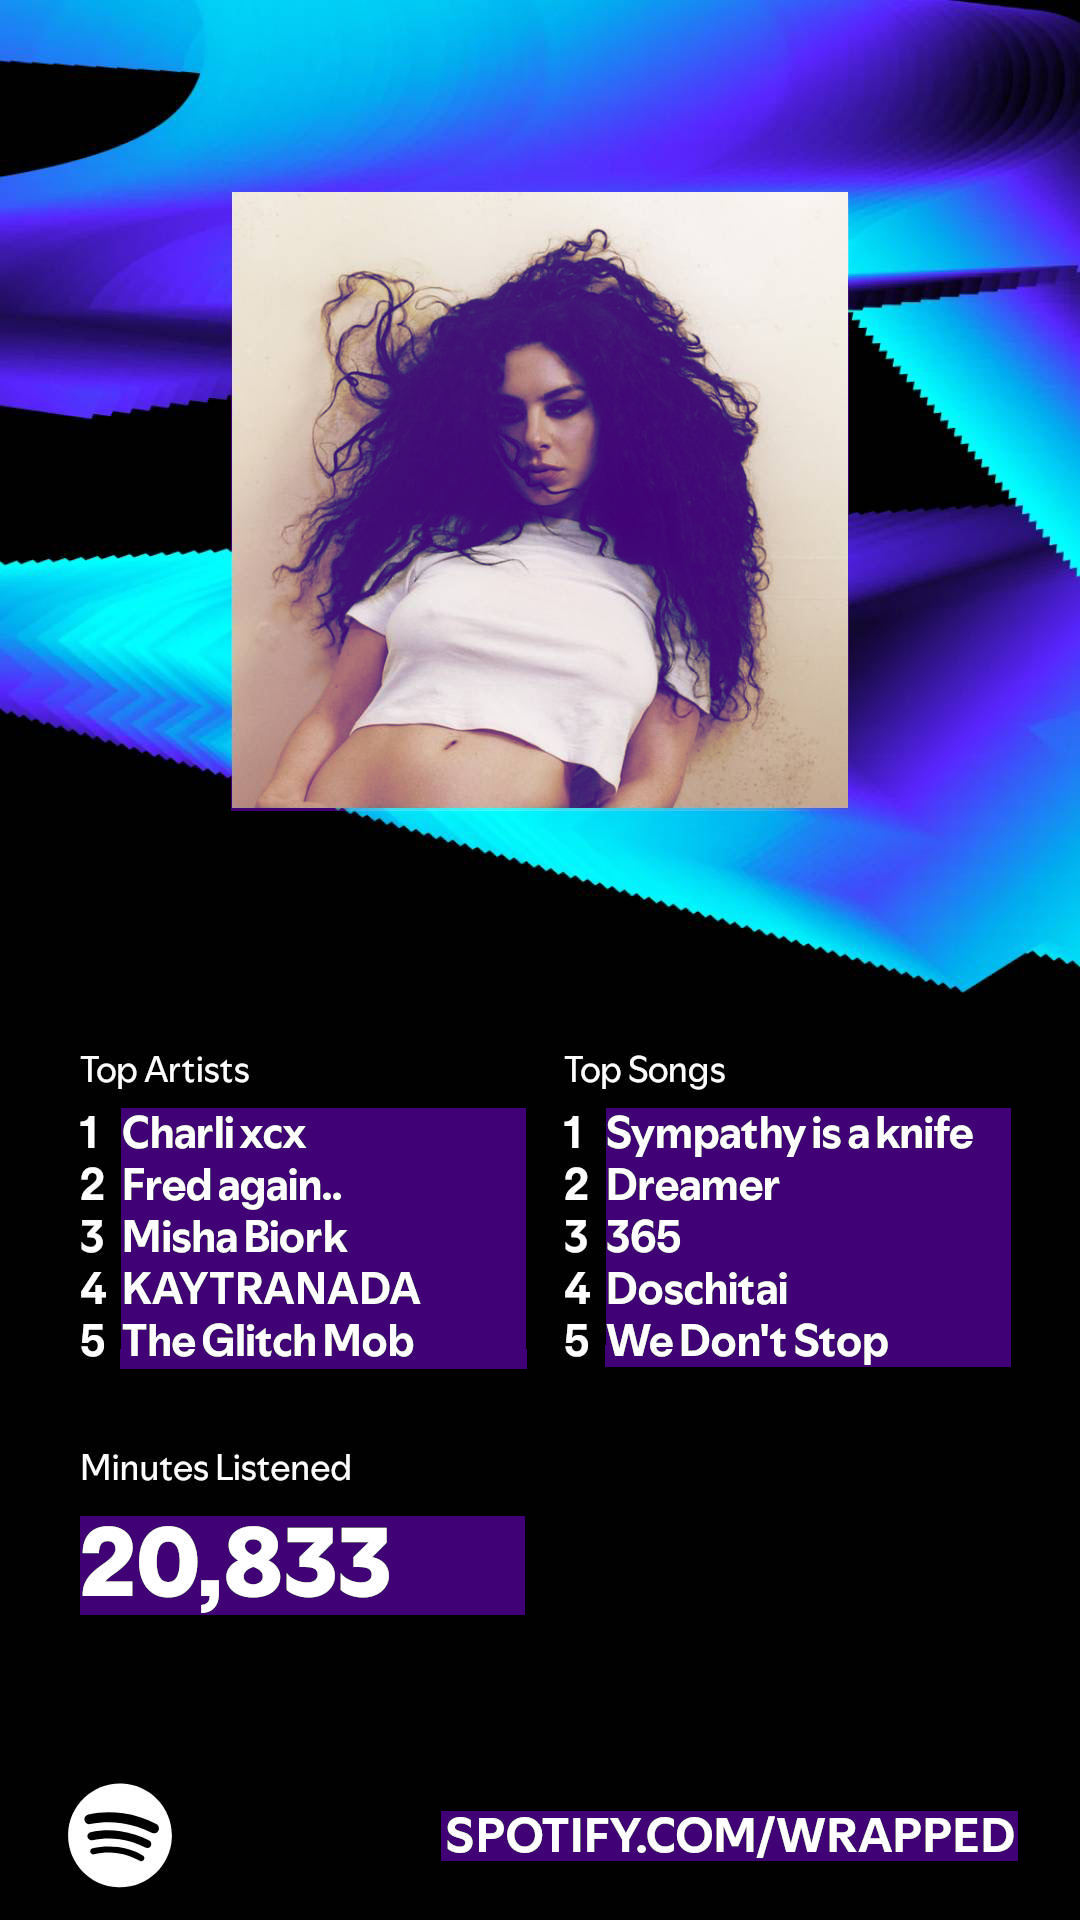 Top Artists
1 Charli xcx
2 Fred again..
3 Misha Biork
4 KAYTRANADA
5 The Glitch Mob
Top Songs
1 Sympathy is a knife
2 Dreamer
3 365
4 Doschitai
5 We Don't Stop
Minutes Listened
20,833
SPOTIFY.COM/WRAPPED